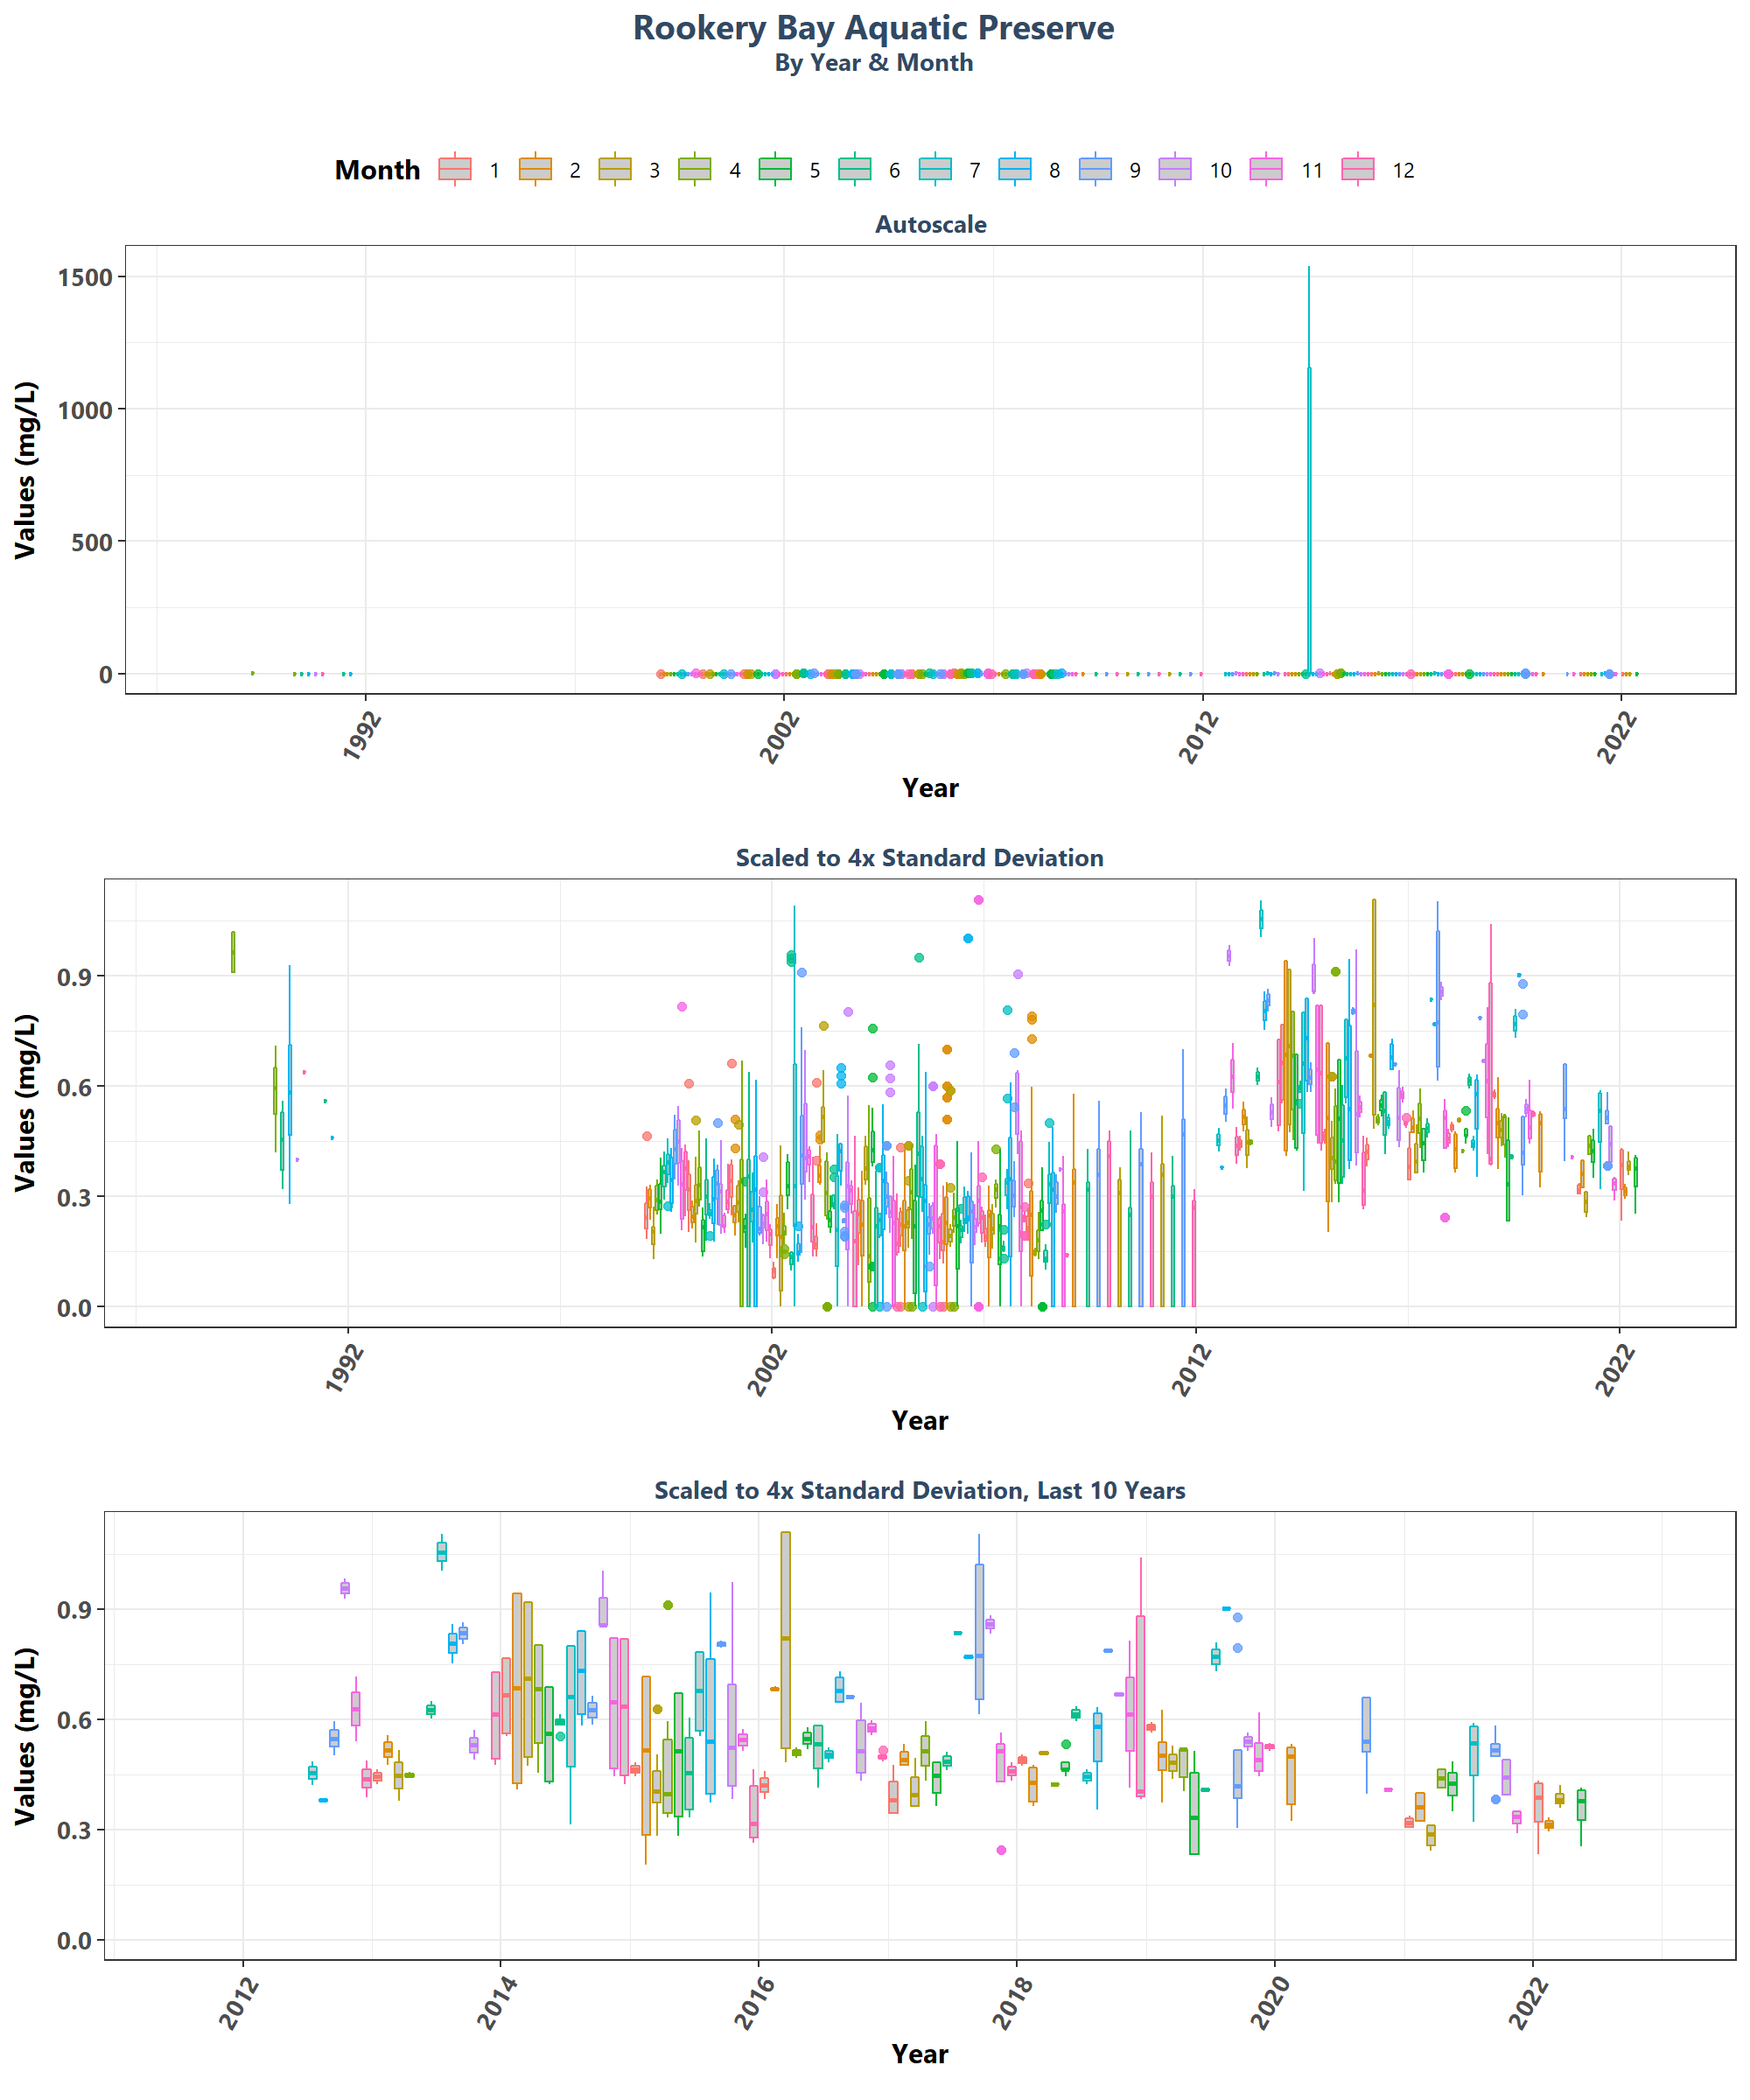 Rookery Bay Aquatic Preserve
By Year & Month
Month 1 2 3 4 5 6 7 8 9 10 11 12
Autoscale
Values (mg/L)
1500
1000
500
0
1992 2002 2012 2022
Year
Scaled to 4x Standard Deviation
Values (mg/L)
0.9
0.6
0.3
0.0
1992 2002 2012 2022
Year
Scaled to 4x Standard Deviation, Last 10 Years
Values (mg/L)
0.9
0.6
0.3
0.0
2012 2014 2016 2018 2020 2022
Year